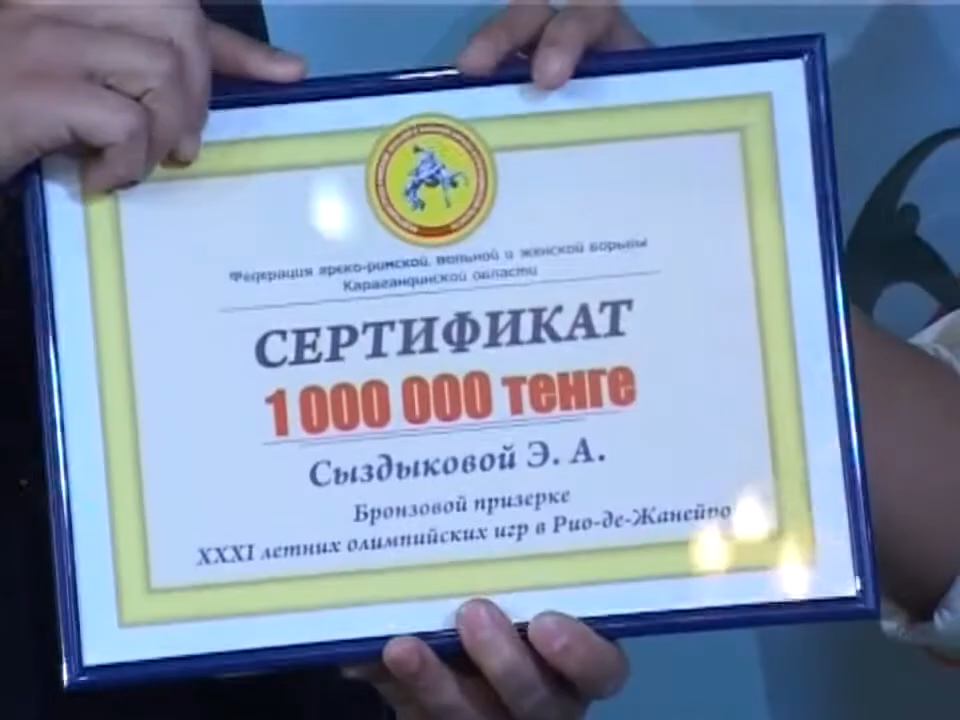 Федерация греко-римской, вольной и женской борьбы
Карагандинской области
СЕРТИФИКАТ
1 000 000 тенге
Сыздыковой Э. А.
Бронзовой призерке
XXXI летних олимпийских игр в Рио-де-Жанейро